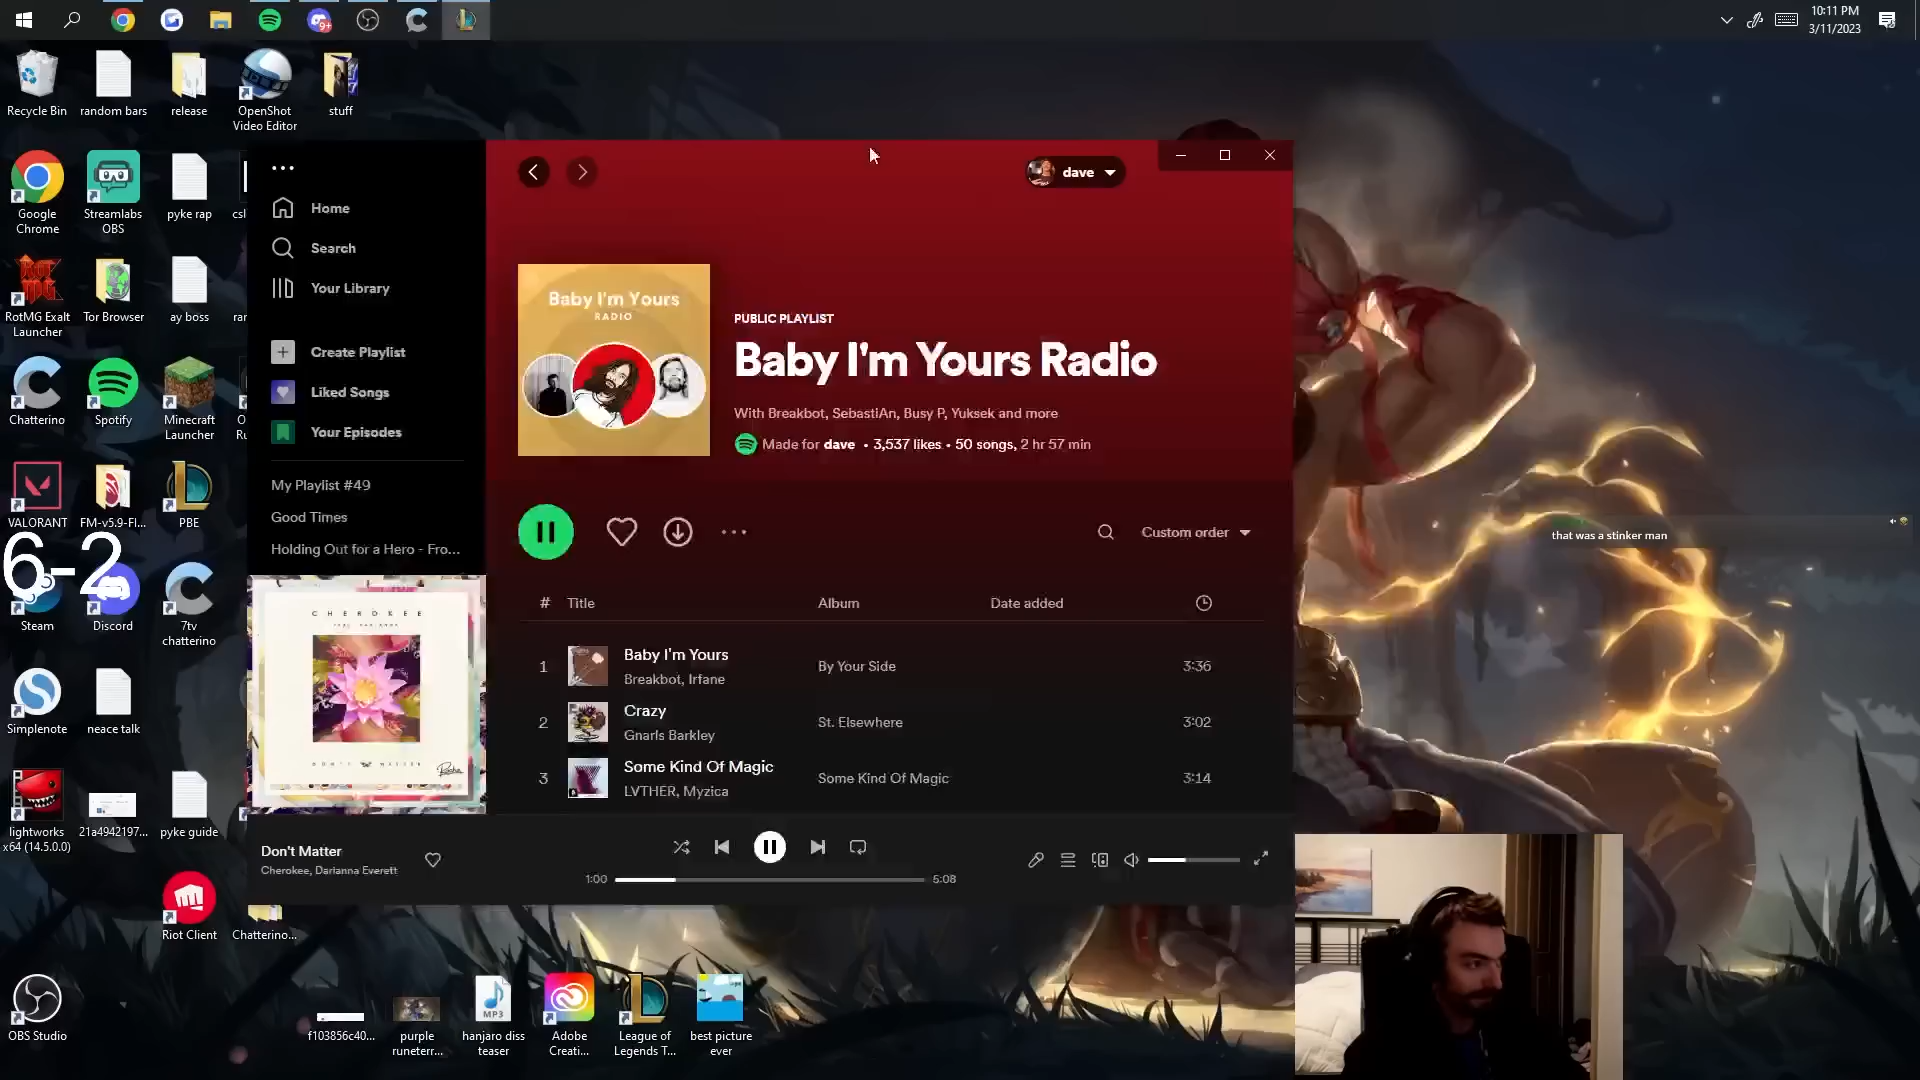 10:11 PM
3/11/2023
Recycle Bin
random bars
release
OpenShot
Video Editor
stuff
Google
Chrome
Streamlabs
OBS
pyke rap
RotMG Exalt
Launcher
Tor Browser
ay boss
Chatterino
Spotify
Minecraft
Launcher
VALORANT
FM-v5.9-Fl...
PBE
6-2
Steam
Discord
7tv
chatterino
Simplenote
neace talk
lightworks
x64 (14.5.0.0)
21a4942197...
pyke guide
Riot Client
Chatterino...
OBS Studio
f103856c40...
purple
runeterr...
hanjaro diss
teaser
MP3
Adobe
Creati...
League of
Legends T...
best picture
ever
Home
Search
Your Library
Create Playlist
Liked Songs
Your Episodes
My Playlist #49
Good Times
Holding Out for a Hero - Fro...
CHEROKEE
dave
Baby I'm Yours
RADIO
PUBLIC PLAYLIST
Baby I'm Yours Radio
With Breakbot, SebastiAn, Busy P, Yuksek and more
Made for dave • 3,537 likes • 50 songs, 2 hr 57 min
Custom order
# Title Album Date added
1 Baby I'm Yours By Your Side 3:36
Breakbot, Irfane
2 Crazy St. Elsewhere 3:02
Gnarls Barkley
3 Some Kind Of Magic Some Kind Of Magic 3:14
LVTHER, Myzica
Don't Matter
Cherokee, Darianna Everett
1:00
5:08
that was a stinker man